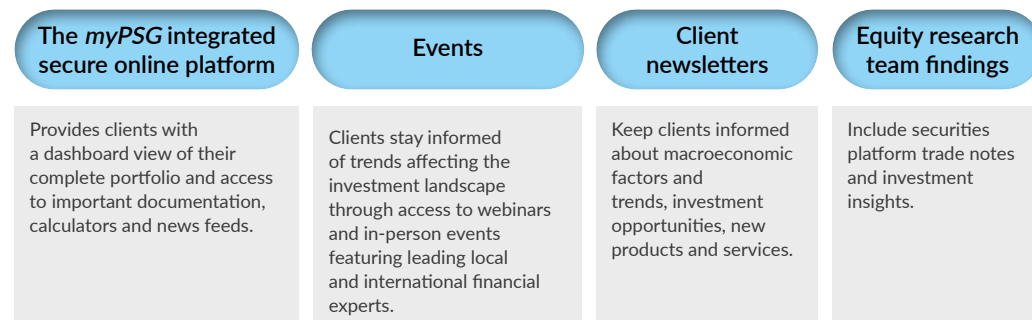 The myPSG integrated
secure online platform
Provides clients with
a dashboard view of their
complete portfolio and access
to important documentation,
calculators and news feeds.
Events
Clients stay informed
of trends affecting the
investment landscape
through access to webinars
and in-person events
featuring leading local
and international financial
experts.
Client
newsletters
Keep clients informed
about macroeconomic
factors and
trends, investment
opportunities, new
products and services.
Equity research
team findings
Include securities
platform trade notes
and investment
insights.